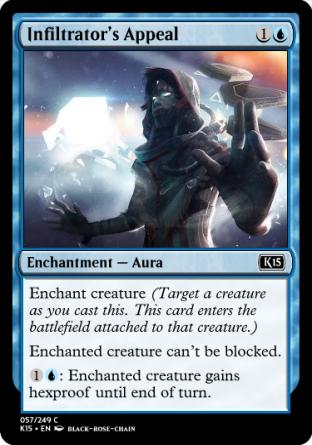 Infiltrator's Appeal 1
Enchantment — Aura K15
Enchant creature (Target a creature
as you cast this. This card enters the
battlefield attached to that creature.)
Enchanted creature can't be blocked.
1 : Enchanted creature gains
hexproof until end of turn.
057/249 C
K15 • EN BLACK-ROSE-CHAIN